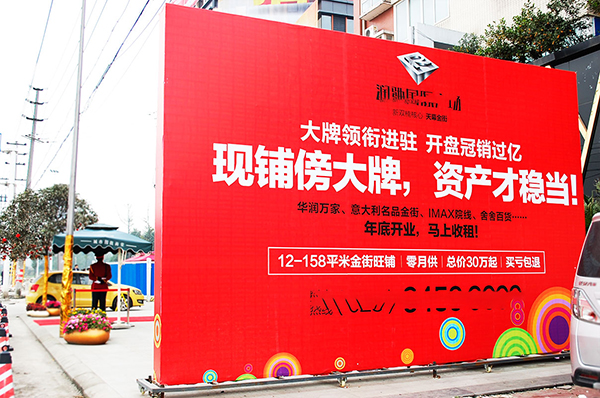 大牌领衔进驻 开盘冠销过亿
现铺傍大牌，资产才稳当!
华润万家、意大利名品金街、IMAX院线、舍舍百货……
年底开业，马上收租!
12-158平米金街旺铺 | 零月供 | 总价30万起 | 买亏包退